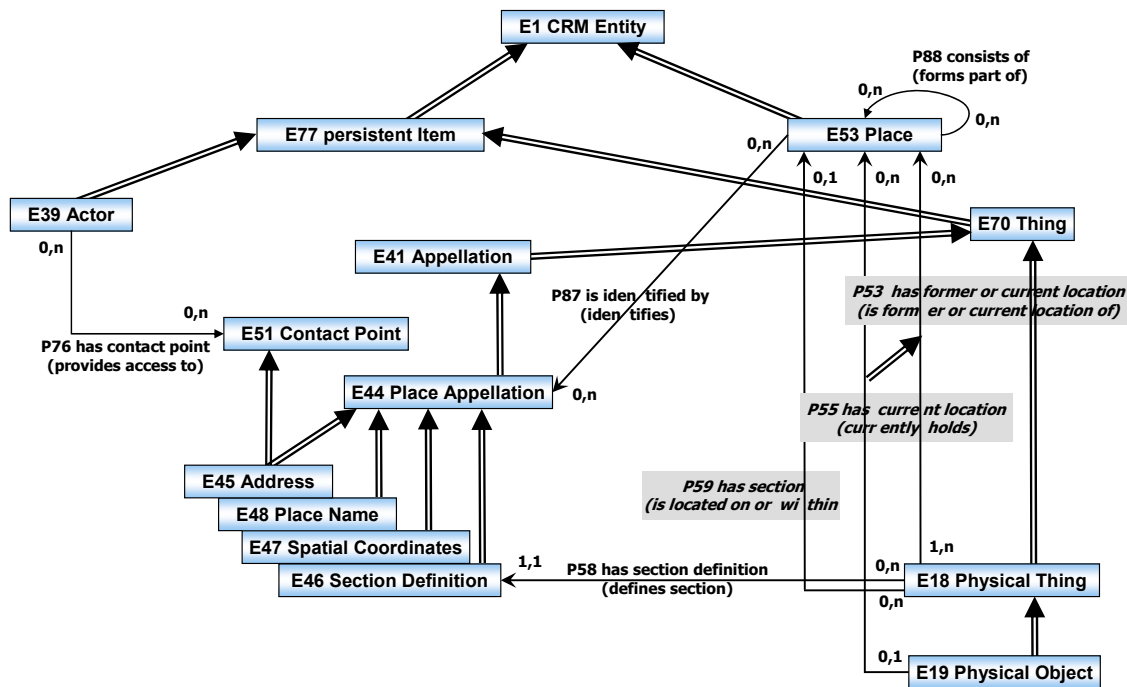 E1 CRM Entity
P88 consists of
(forms part of)
0,n
0,n
E77 persistent Item
E53 Place
0,n
0,1
0,n
0,n
E39 Actor
0,n
E70 Thing
E41 Appellation
P87 is iden tified by
(iden tifies)
P53 has former or current location
(is form er or current location of)
0,n
E51 Contact Point
P76 has contact point
(provides access to)
E44 Place Appellation
0,n
P55 has current location
(curr ently holds)
E45 Address
P59 has section
(is located on or wi thin
E48 Place Name
E47 Spatial Coordinates
1,n
1,1
P58 has section definition
(defines section)
0,n
E46 Section Definition
E18 Physical Thing
0,n
0,1
E19 Physical Object